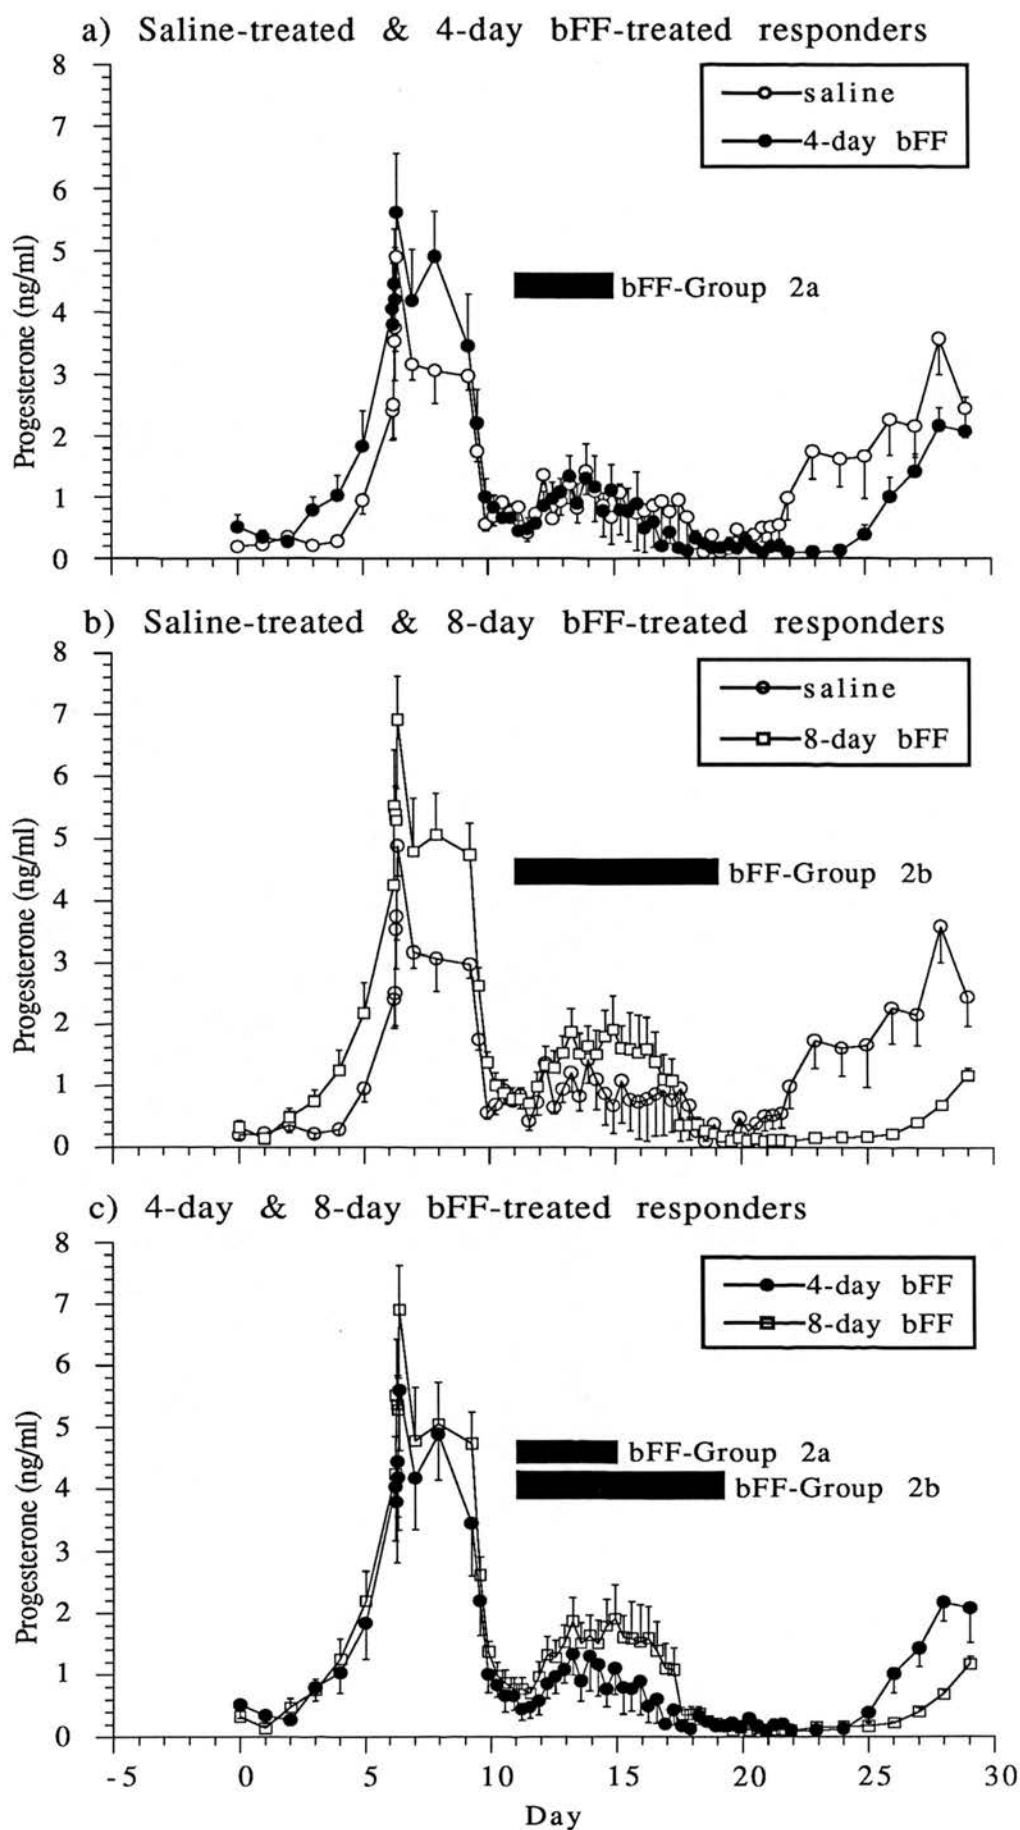 a) Saline-treated & 4-day bFF-treated responders
8
7
6
5
4
3
2
1
0
Progesterone (ng/ml)
saline
4-day bFF
bFF-Group 2a
b) Saline-treated & 8-day bFF-treated responders
8
7
6
5
4
3
2
1
0
Progesterone (ng/ml)
saline
8-day bFF
bFF-Group 2b
c) 4-day & 8-day bFF-treated responders
8
7
6
5
4
3
2
1
0
Progesterone (ng/ml)
4-day bFF
8-day bFF
bFF-Group 2a
bFF-Group 2b
-5 0 5 10 15 20 25 30
Day